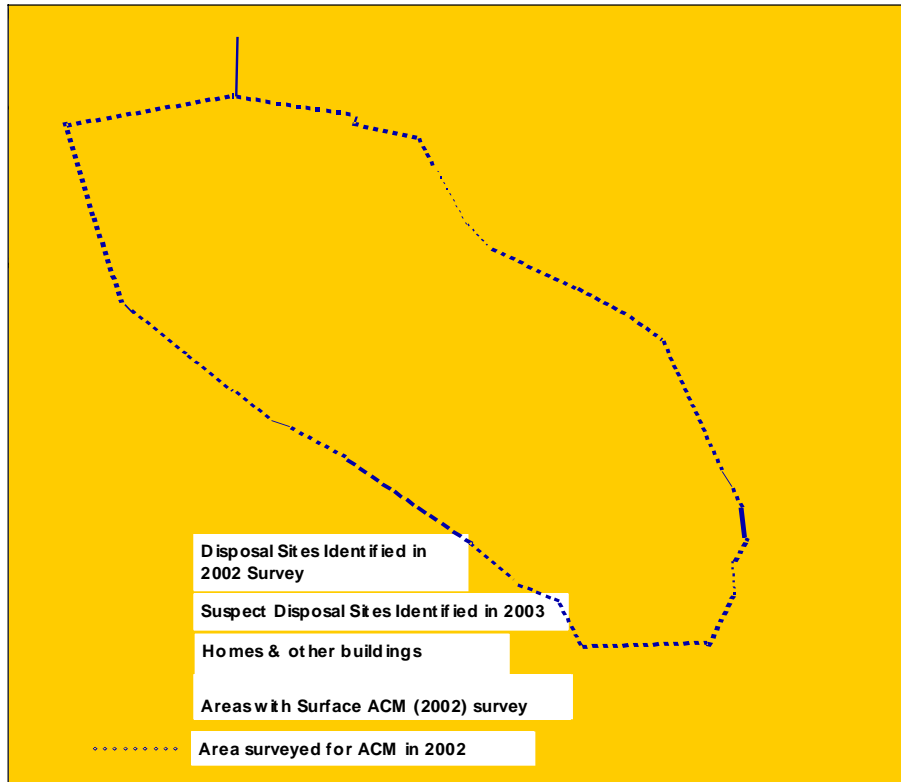 Disposal Sites Identified in
2002 Survey
Suspect Disposal Sites Identified in 2003
Homes & other buildings
Areas with Surface ACM (2002) survey
Area surveyed for ACM in 2002